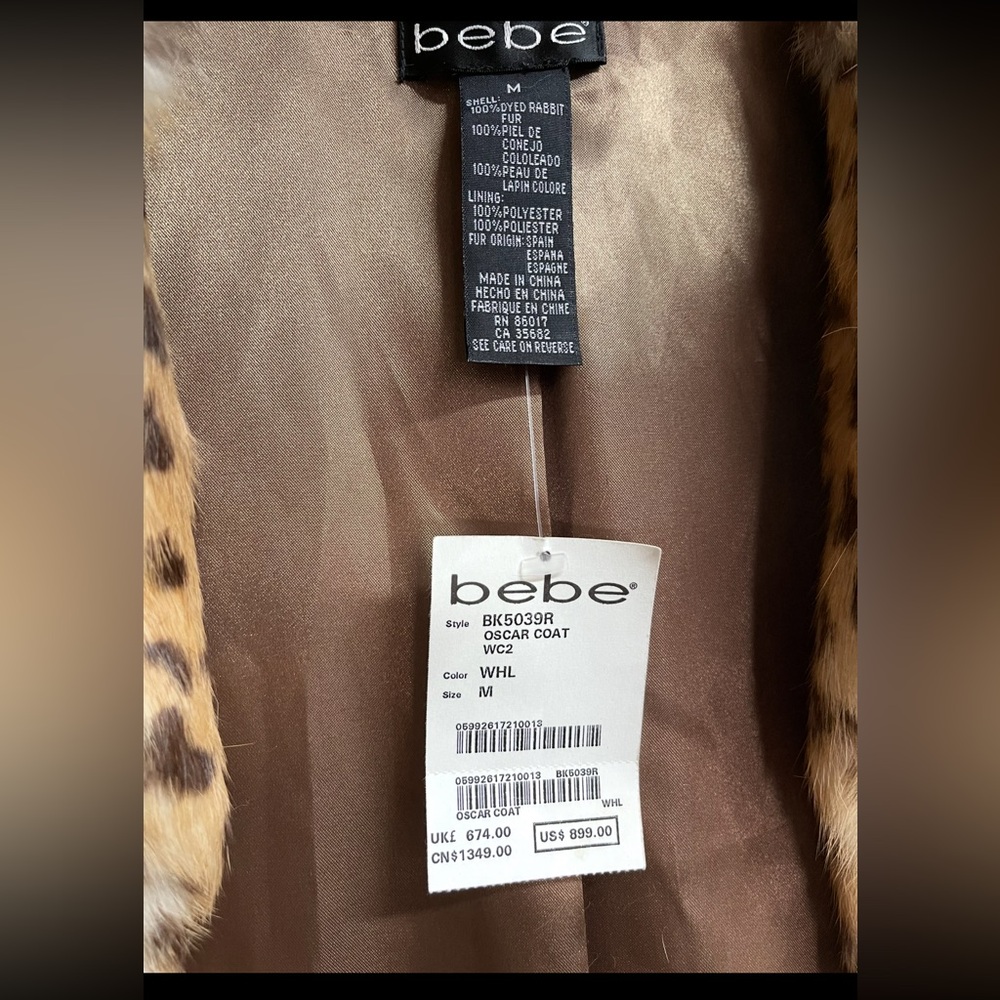 bebe®
M
SHELL:
100%DYED RABBIT
FUR
100%PIEL DE
CONEJO
COLOLEADO
100%PEAU DE
LAPIN COLORE
LINING:
100%POLYESTER
100%POLIESTER
FUR ORIGIN:SPAIN
ESPANA
ESPAGNE
MADE IN CHINA
HECHO EN CHINA
FABRIQUE EN CHINE
RN 86017
CA 35682
SEE CARE ON REVERSE
bebe®
Style BK5039R
OSCAR COAT
WC2
Color WHL
Size M
05992617210013
05992617210013 BK5039R
OSCAR COAT WHL
UK£ 674.00 US$ 899.00
CN$1349.00